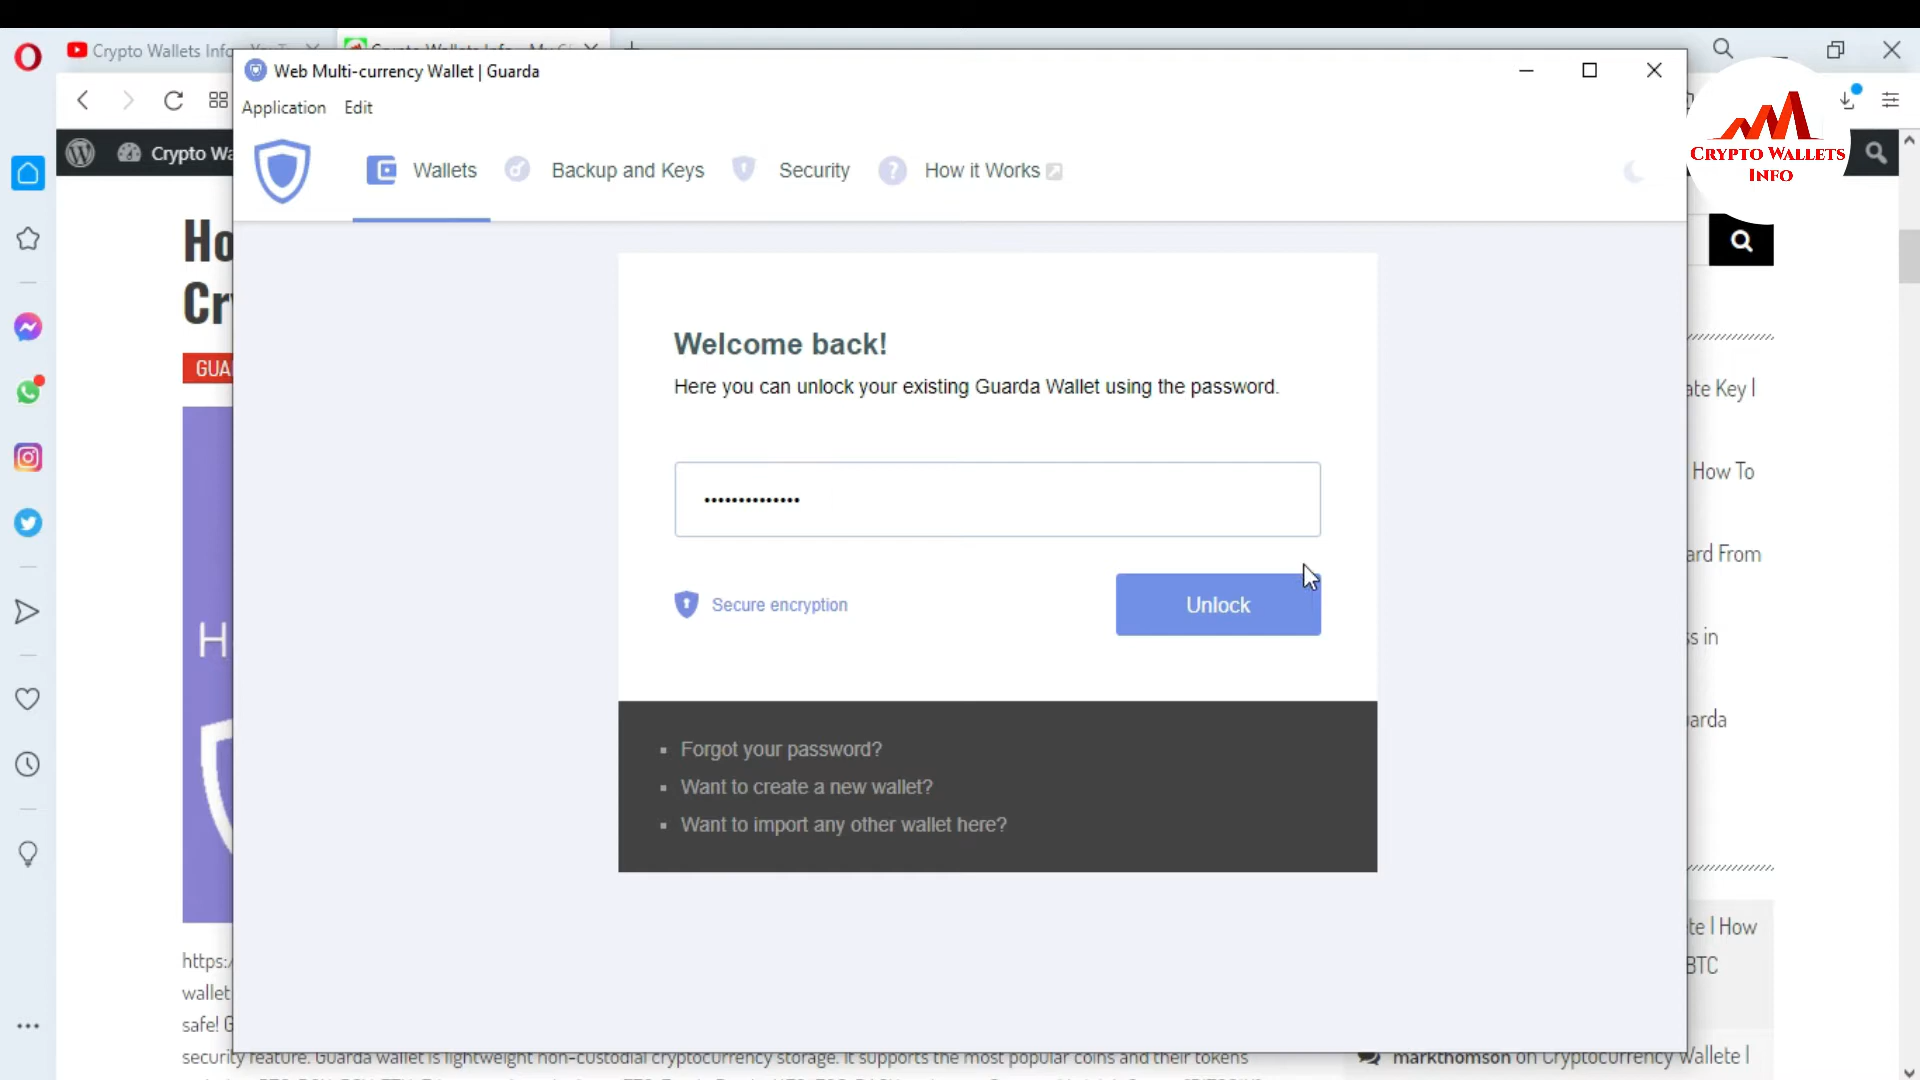 Crypto Wallets Info
Web Multi-currency Wallet | Guarda
Application Edit
CRYPTO WALLETS
INFO
Crypto Wa
Wallets Backup and Keys Security How it Works
Ho
Cr
GUA
Welcome back!
Here you can unlock your existing Guarda Wallet using the password.
ate Key |
How To
ard From
Secure encryption
Unlock
H
ss in
arda
Forgot your password?
Want to create a new wallet?
Want to import any other wallet here?
te | How
BTC
https:/
wallet
safe! G
security feature. Guarda wallet is lightweight non-custodial cryptocurrency storage. It supports the most popular coins and their tokens
markthomson on Cryptocurrency Wallete |